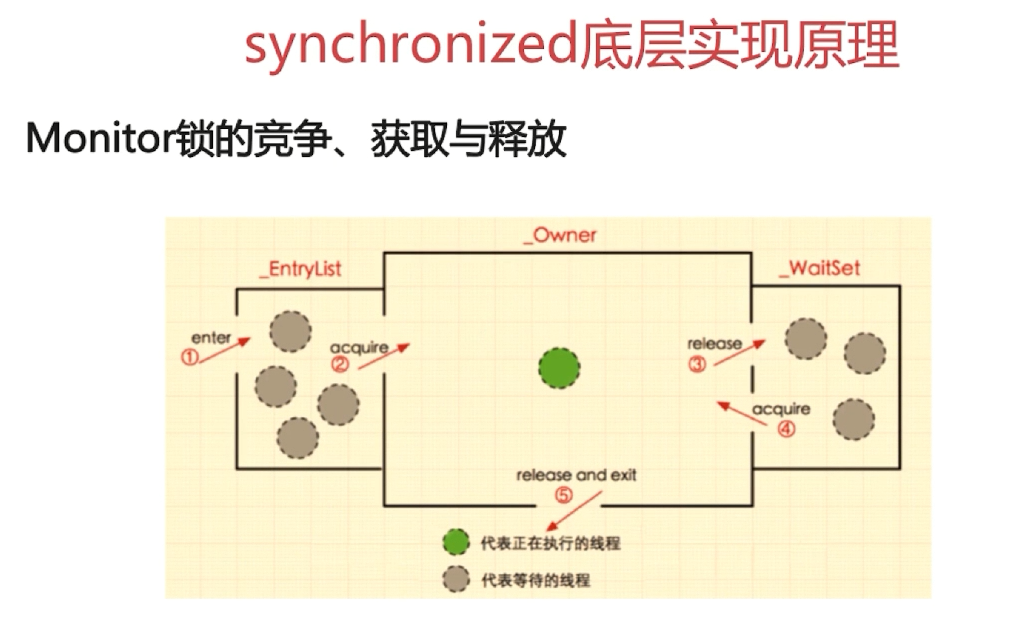 synchronized底层实现原理
Monitor锁的竞争、获取与释放
_Owner
_EntryList
_WaitSet
enter
①
acquire
②
release
③
acquire
④
release and exit
⑤
代表正在执行的线程
代表等待的线程